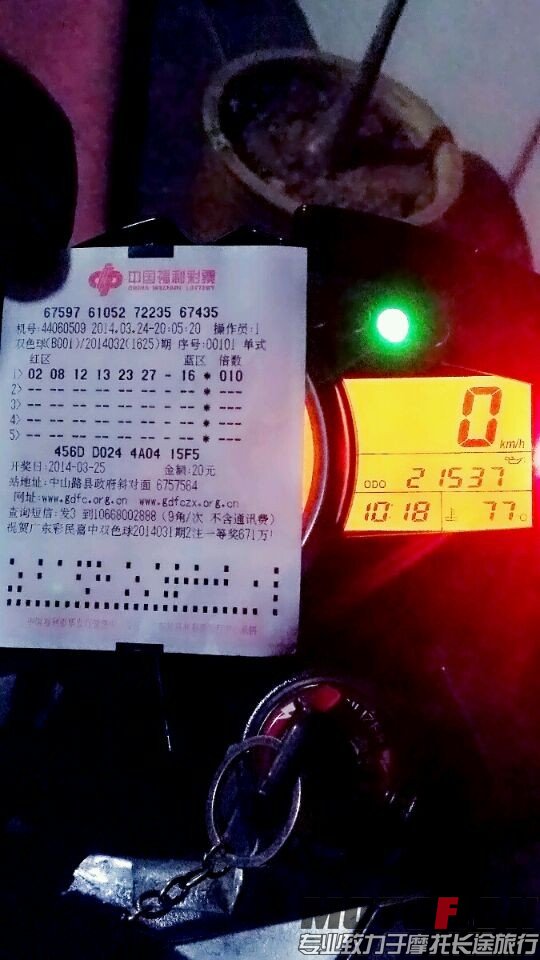 中国福利彩票
CHINA WELFARE LOTTERY
67597 61052 72235 67435
机号:44060509 2014.03.24-20:05:20 操作员:1
双色球(B001)/2014032(1625)期 序号:00101 单式
红区 蓝区 倍数
1> 02 08 12 13 23 27 - 16 * 010
2> -- -- -- -- -- -- - -- * ---
3> -- -- -- -- -- -- - -- * ---
4> -- -- -- -- -- -- - -- * ---
5> -- -- -- -- -- -- - -- * ---
456D D024 4A04 15F5
开奖日:2014-03-25 金额:20元
站地址:中山路县政府斜对面 6757564
网址:www.gdfc.org.cn www.gdfczx.org.cn
查询短信:发3 到10668002888 (9角/次 不含通讯费)
祝贺广东彩民喜中双色球2014031期2注一等奖671万!
0 km/h
ODO 21537
10:18 77°C
专业致力于摩托长途旅行